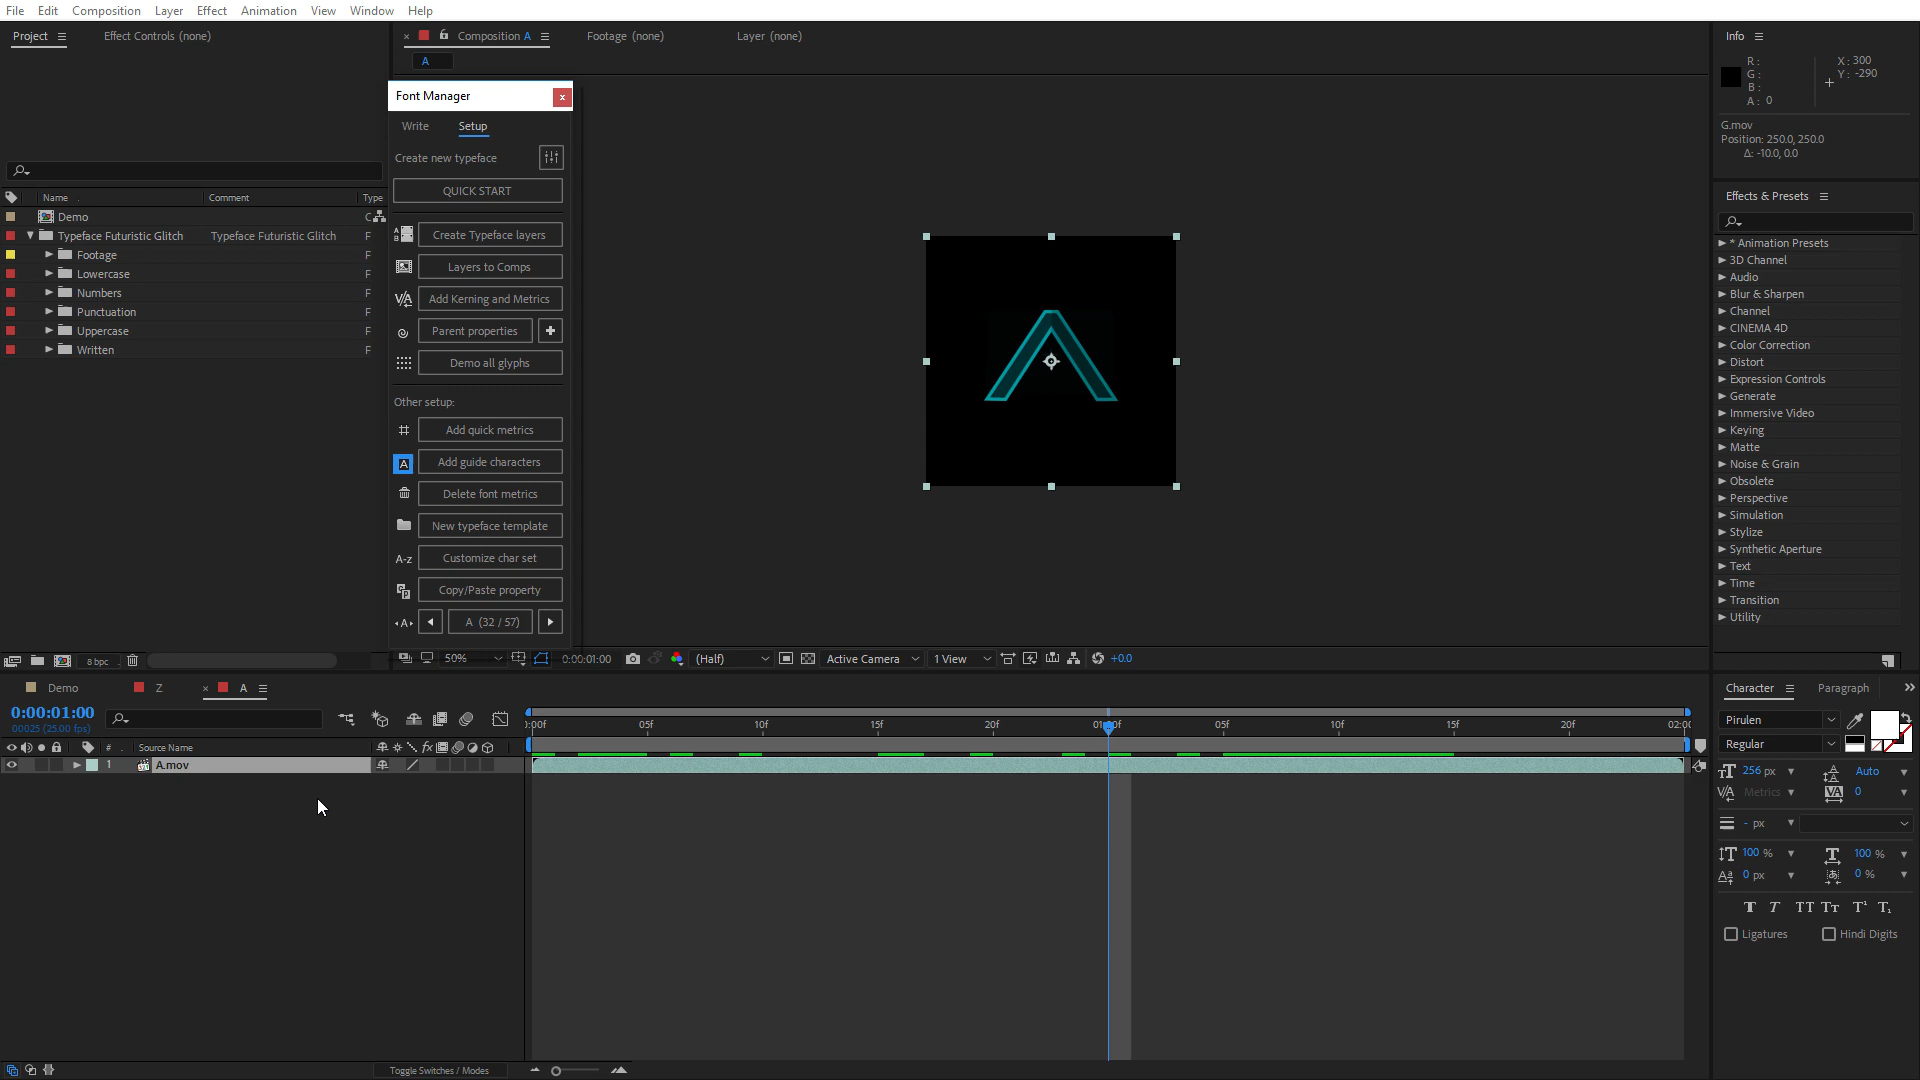 File Edit Composition Layer Effect Animation View Window Help
Project
Effect Controls (none)
Composition A
Footage (none)
Layer (none)
A
Font Manager
Write Setup
Create new typeface
QUICK START
Create Typeface layers
Layers to Comps
Add Kerning and Metrics
Parent properties
Demo all glyphs
Other setup:
Add quick metrics
Add guide characters
Delete font metrics
New typeface template
A-z Customize char set
Copy/Paste property
A (32 / 57)
Name Comment Type
Demo C
Typeface Futuristic Glitch Typeface Futuristic Glitch F
Footage F
Lowercase F
Numbers F
Punctuation F
Uppercase F
Written F
8 bpc
50% 0:00:01:00 (Half) Active Camera 1 View +0.0
Info
R :
G :
B :
A : 0
X : 300
Y : -290
G.mov
Position: 250.0, 250.0
Δ: -10.0, 0.0
Effects & Presets
* Animation Presets
3D Channel
Audio
Blur & Sharpen
Channel
CINEMA 4D
Color Correction
Distort
Expression Controls
Generate
Immersive Video
Keying
Matte
Noise & Grain
Obsolete
Perspective
Simulation
Stylize
Synthetic Aperture
Text
Time
Transition
Utility
Demo Z A
0:00:01:00
00025 (25.00 fps)
# Source Name
1 A.mov
05f 10f 15f 20f 05f 10f 15f 20f
Toggle Switches / Modes
Character Paragraph
Pirulen
Regular
256 px Auto
Metrics 0
- px
100 % 100 %
0 px 0 %
T T TT TT T¹ T₁
Ligatures Hindi Digits